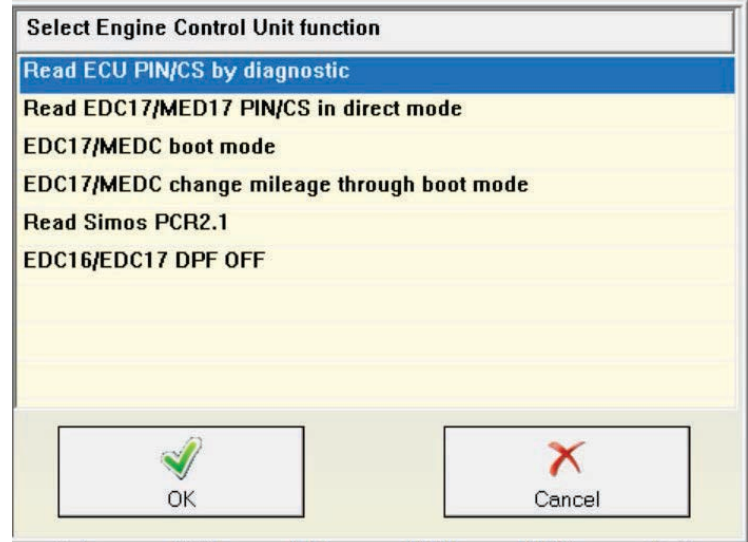 Select Engine Control Unit function
Read ECU PIN/CS by diagnostic
Read EDC17/MED17 PIN/CS in direct mode
EDC17/MEDC boot mode
EDC17/MEDC change mileage through boot mode
Read Simos PCR2.1
EDC16/EDC17 DPF OFF
OK
Cancel